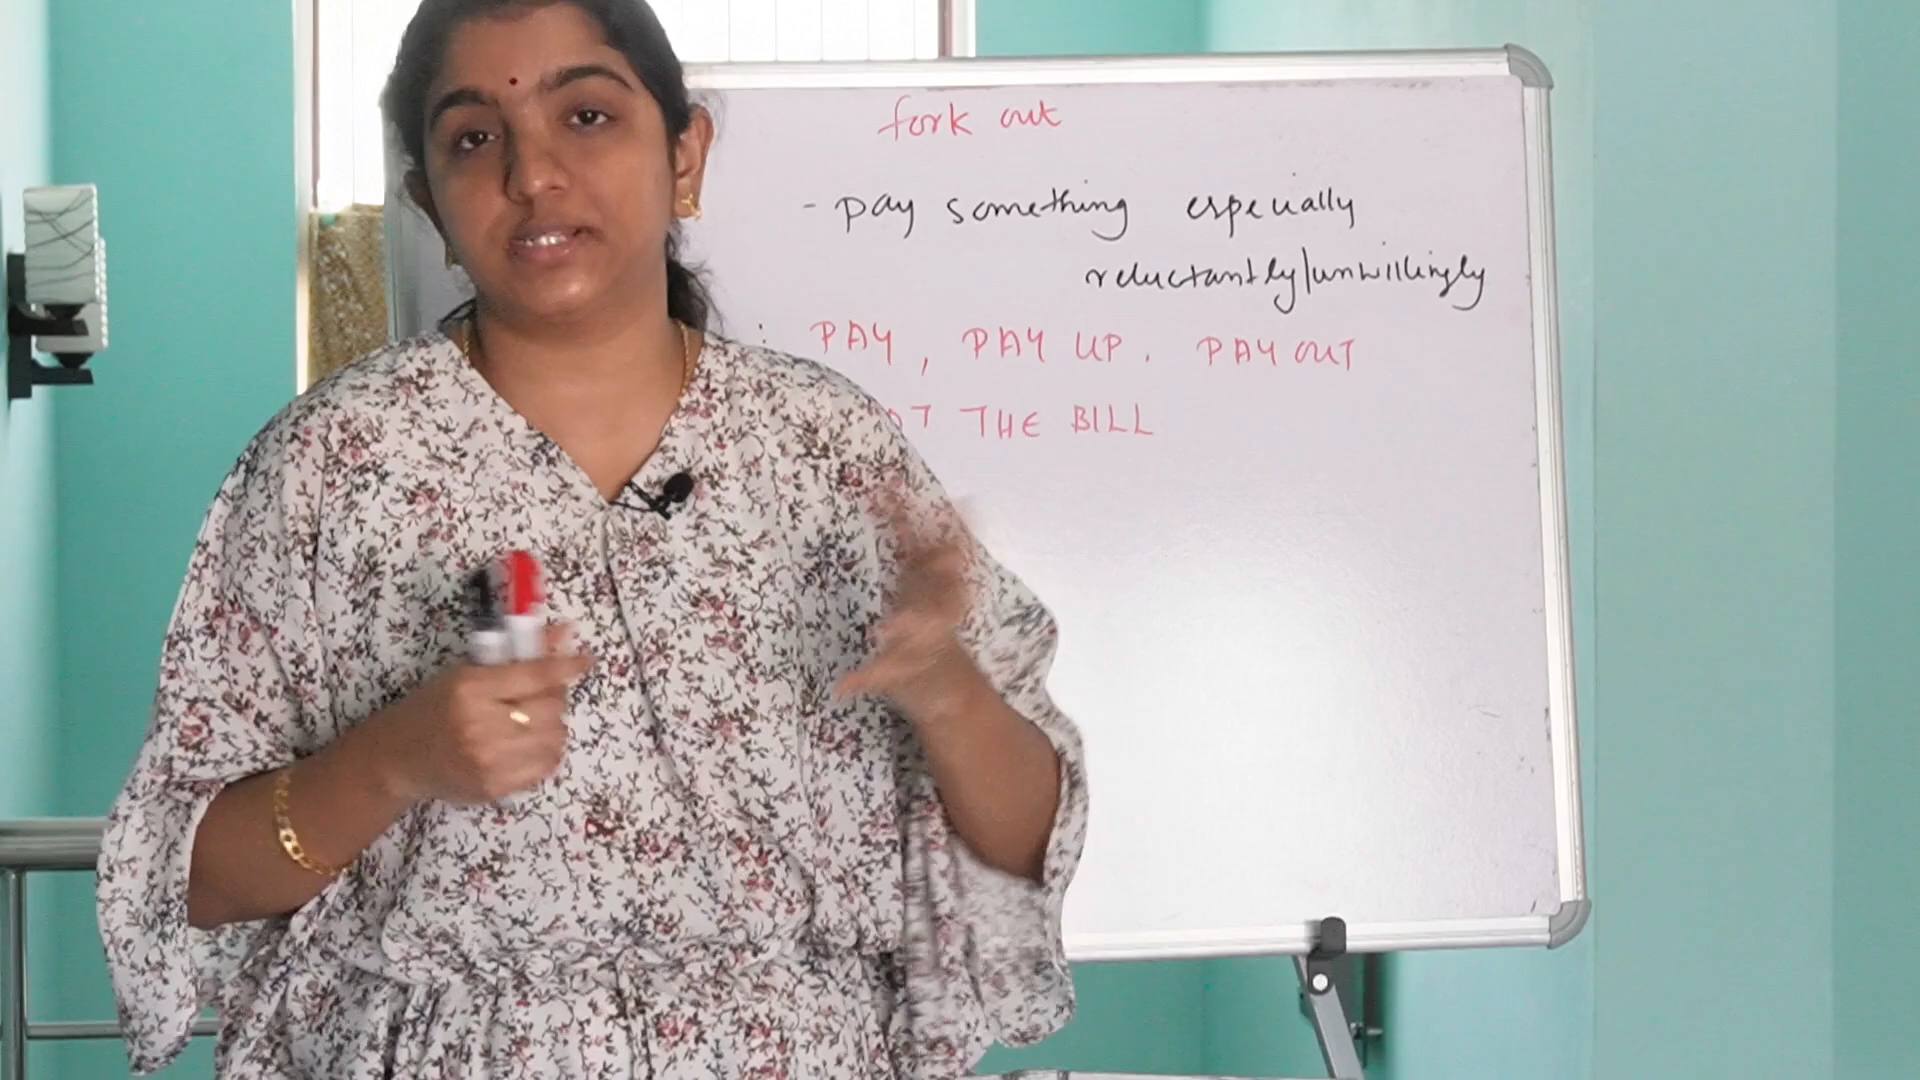 fork out
- pay something especially
reluctantly/unwillingly
: PAY, PAY UP, PAY OUT
THE BILL